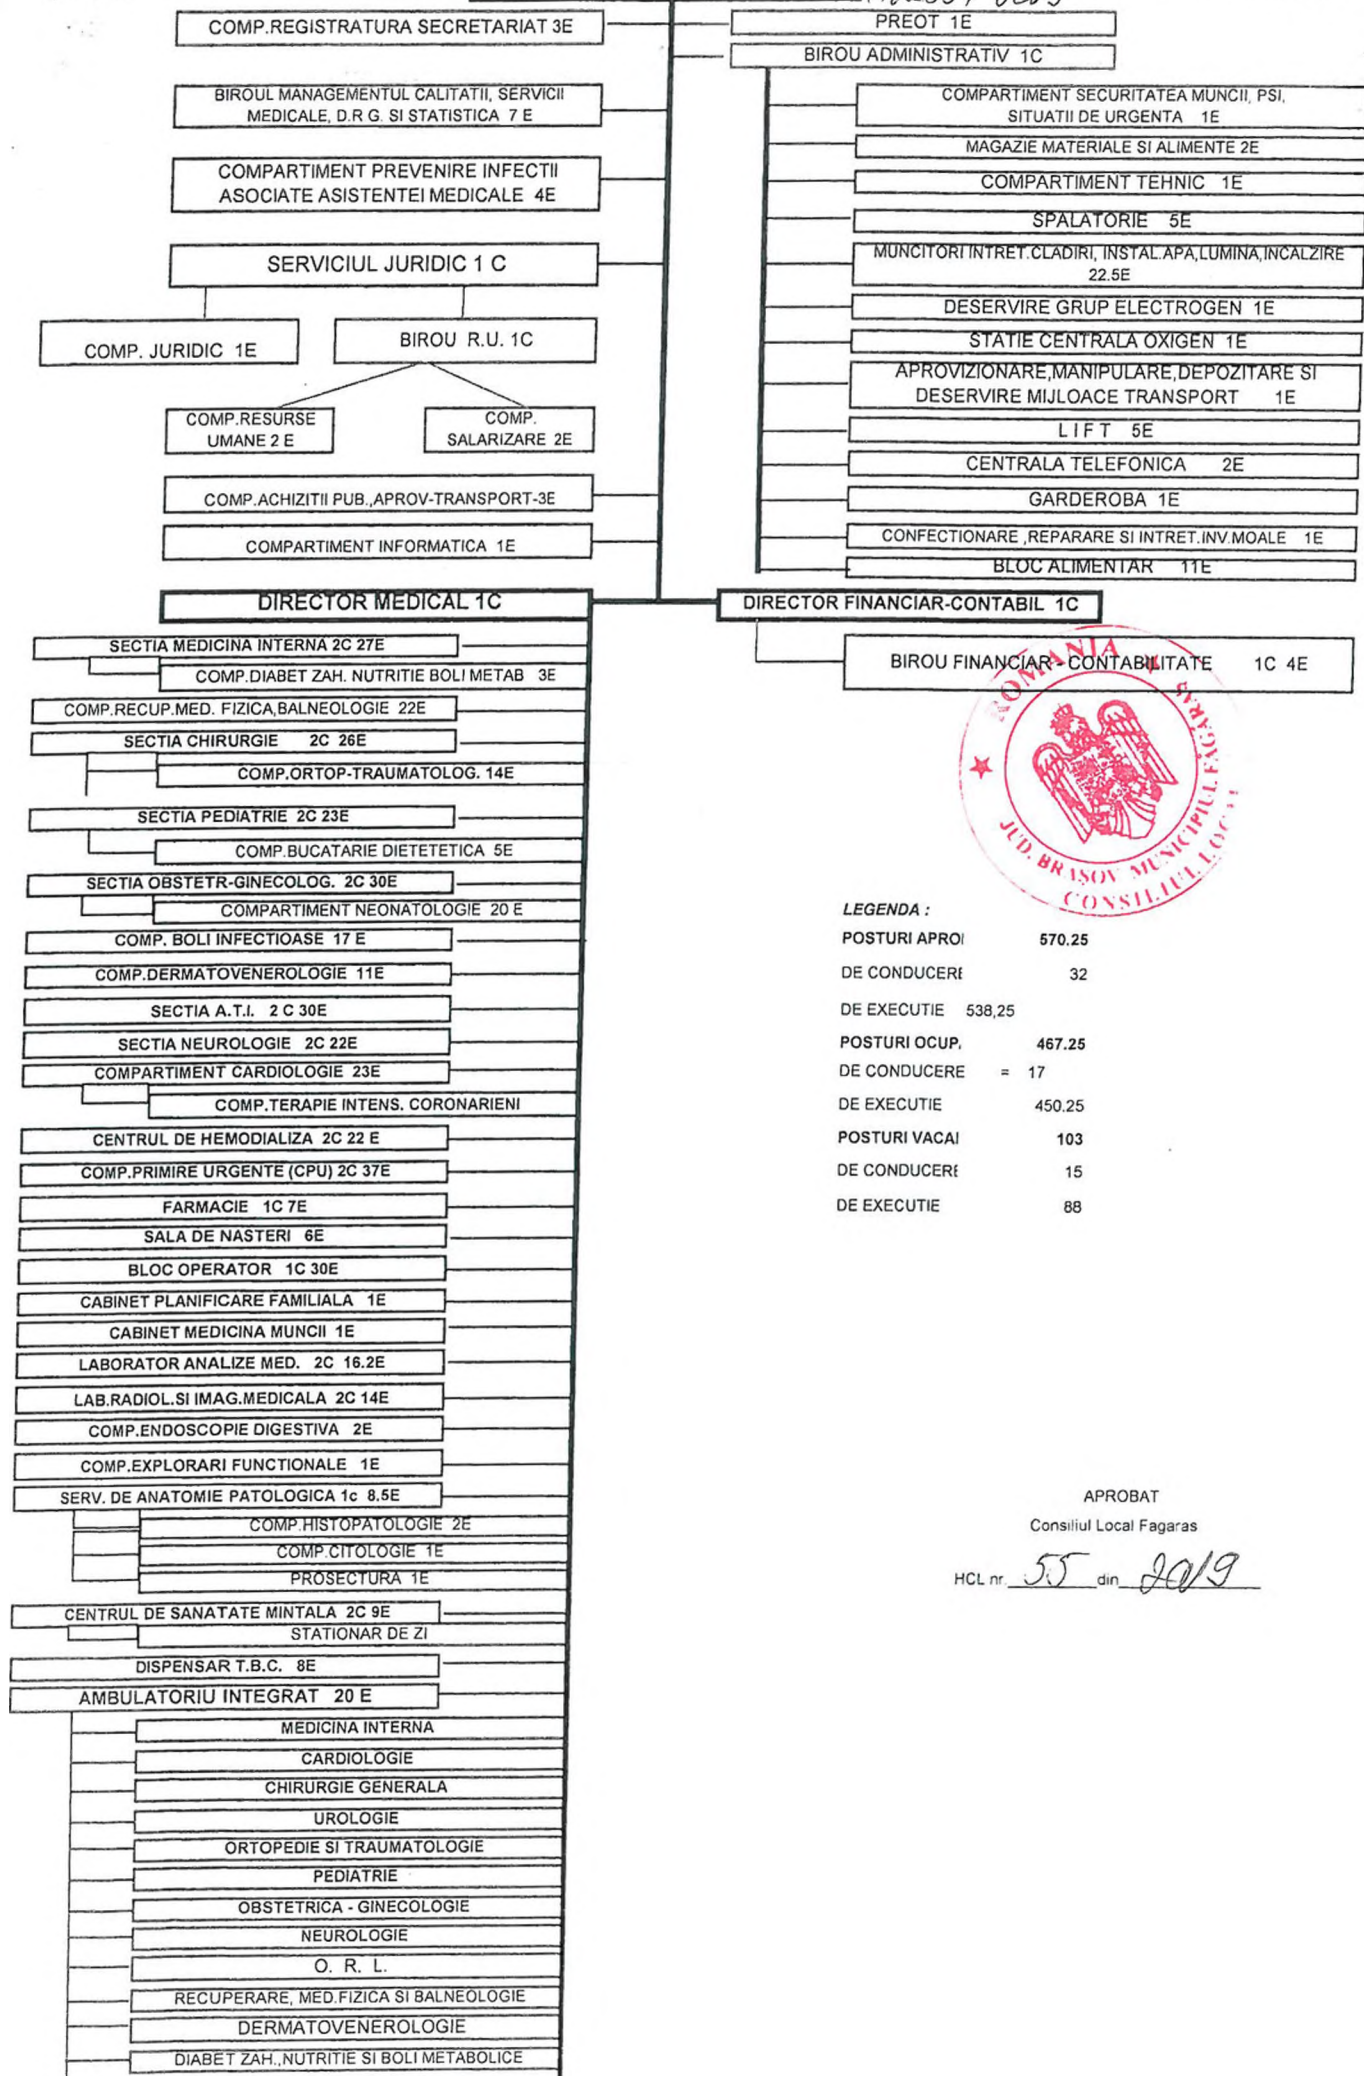 COMP.REGISTRATURA SECRETARIAT 3E
PREOT 1E
BIROU ADMINISTRATIV 1C
BIROUL MANAGEMENTUL CALITATII, SERVICII
MEDICALE, D.R G. SI STATISTICA 7 E
COMPARTIMENT PREVENIRE INFECTII
ASOCIATE ASISTENTEI MEDICALE 4E
SERVICIUL JURIDIC 1 C
COMP. JURIDIC 1E
BIROU R.U. 1C
COMP.RESURSE
UMANE 2 E
COMP.
SALARIZARE 2E
COMP.ACHIZITII PUB.,APROV-TRANSPORT-3E
COMPARTIMENT INFORMATICA 1E
COMPARTIMENT SECURITATEA MUNCII, PSI,
SITUATII DE URGENTA 1E
MAGAZIE MATERIALE SI ALIMENTE 2E
COMPARTIMENT TEHNIC 1E
SPALATORIE 5E
MUNCITORI INTRET.CLADIRI, INSTAL.APA,LUMINA,INCALZIRE
22.5E
DESERVIRE GRUP ELECTROGEN 1E
STATIE CENTRALA OXIGEN 1E
APROVIZIONARE,MANIPULARE,DEPOZITARE SI
DESERVIRE MIJLOACE TRANSPORT 1E
L I F T 5E
CENTRALA TELEFONICA 2E
GARDEROBA 1E
CONFECTIONARE ,REPARARE SI INTRET.INV.MOALE 1E
BLOC ALIMENTAR 11E
DIRECTOR MEDICAL 1C
DIRECTOR FINANCIAR-CONTABIL 1C
BIROU FINANCIAR - CONTABILITATE 1C 4E
SECTIA MEDICINA INTERNA 2C 27E
COMP.DIABET ZAH. NUTRITIE BOLI METAB 3E
COMP.RECUP.MED. FIZICA,BALNEOLOGIE 22E
SECTIA CHIRURGIE 2C 26E
COMP.ORTOP-TRAUMATOLOG. 14E
SECTIA PEDIATRIE 2C 23E
COMP.BUCATARIE DIETETETICA 5E
SECTIA OBSTETR-GINECOLOG. 2C 30E
COMPARTIMENT NEONATOLOGIE 20 E
COMP. BOLI INFECTIOASE 17 E
COMP.DERMATOVENEROLOGIE 11E
SECTIA A.T.I. 2 C 30E
SECTIA NEUROLOGIE 2C 22E
COMPARTIMENT CARDIOLOGIE 23E
COMP.TERAPIE INTENS. CORONARIENI
CENTRUL DE HEMODIALIZA 2C 22 E
COMP.PRIMIRE URGENTE (CPU) 2C 37E
FARMACIE 1C 7E
SALA DE NASTERI 6E
BLOC OPERATOR 1C 30E
CABINET PLANIFICARE FAMILIALA 1E
CABINET MEDICINA MUNCII 1E
LABORATOR ANALIZE MED. 2C 16.2E
LAB.RADIOL.SI IMAG.MEDICALA 2C 14E
COMP.ENDOSCOPIE DIGESTIVA 2E
COMP.EXPLORARI FUNCTIONALE 1E
SERV. DE ANATOMIE PATOLOGICA 1c 8.5E
COMP.HISTOPATOLOGIE 2E
COMP.CITOLOGIE 1E
PROSECTURA 1E
CENTRUL DE SANATATE MINTALA 2C 9E
STATIONAR DE ZI
DISPENSAR T.B.C. 8E
AMBULATORIU INTEGRAT 20 E
MEDICINA INTERNA
CARDIOLOGIE
CHIRURGIE GENERALA
UROLOGIE
ORTOPEDIE SI TRAUMATOLOGIE
PEDIATRIE
OBSTETRICA - GINECOLOGIE
NEUROLOGIE
O. R. L.
RECUPERARE, MED.FIZICA SI BALNEOLOGIE
DERMATOVENEROLOGIE
DIABET ZAH.,NUTRITIE SI BOLI METABOLICE
ROMANIA
JUD. BRAȘOV MUNICIPIUL FĂGĂRAȘ
CONSILIUL LOCAL
LEGENDA :
POSTURI APRO 570.25
DE CONDUCERE 32
DE EXECUTIE 538,25
POSTURI OCUP. 467.25
DE CONDUCERE = 17
DE EXECUTIE 450.25
POSTURI VACAI 103
DE CONDUCERE 15
DE EXECUTIE 88
APROBAT
Consiliul Local Fagaras
HCL nr. 55 din 2019